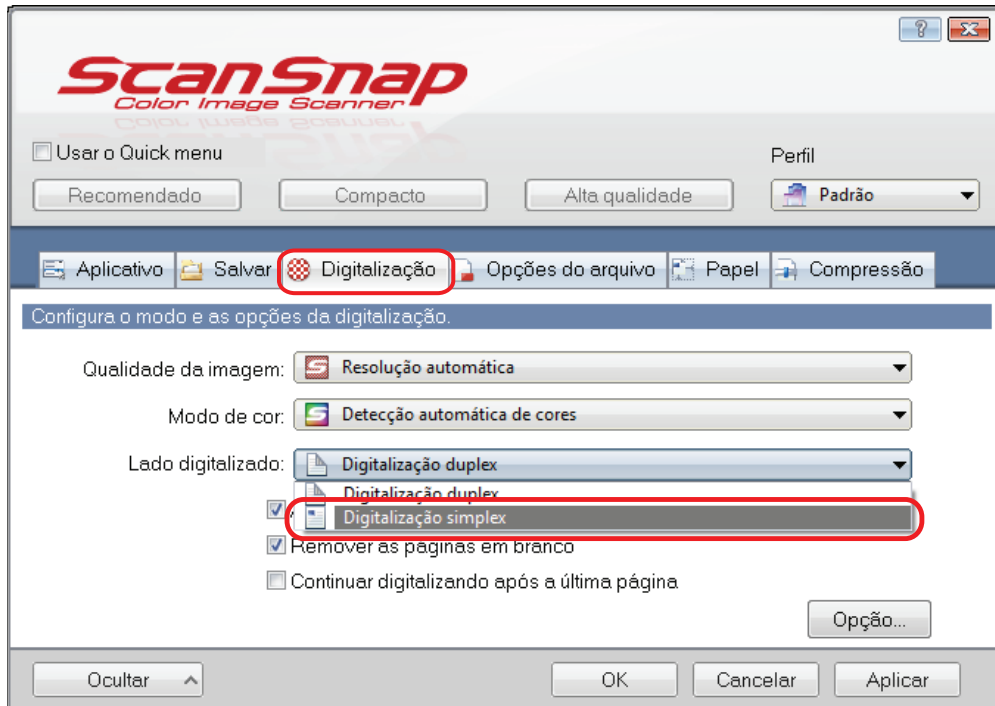 ScanSnap
Color Image Scanner
Usar o Quick menu
Perfil
Recomendado Compacto Alta qualidade Padrão
Aplicativo Salvar Digitalização Opções do arquivo Papel Compressão
Configura o modo e as opções da digitalização.
Qualidade da imagem: Resolução automática
Modo de cor: Detecção automática de cores
Lado digitalizado: Digitalização duplex
Digitalização duplex
Digitalização simplex
Remover as páginas em branco
Continuar digitalizando após a última página
Opção...
Ocultar OK Cancelar Aplicar